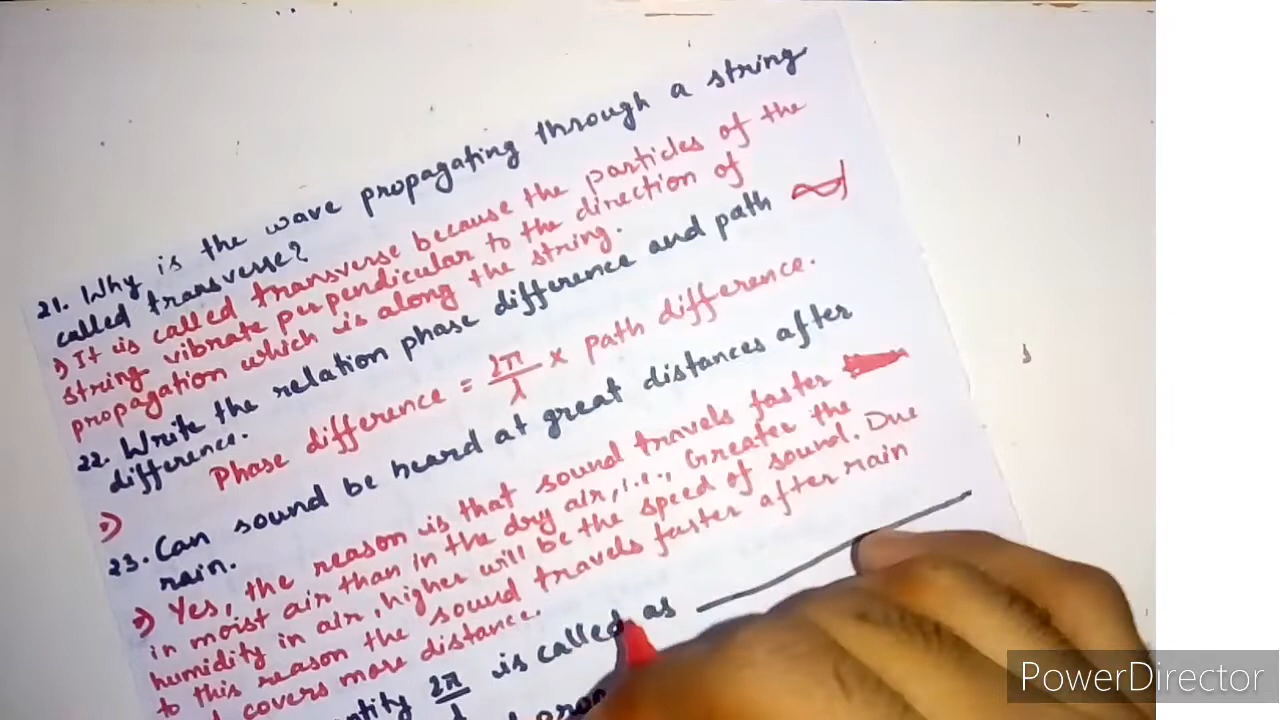 21. Why is the wave propagating through a string
called transverse?
⇒ It is called transverse because the particles of the
string vibrate perpendicular to the direction of
propagation which is along the string.
22. Write the relation phase difference and path
difference.
⇒ Phase difference = 2π/λ × path difference.
23. Can sound be heard at great distances after
rain.
⇒ Yes, the reason is that sound travels faster
in moist air than in the dry air, i.e., Greater the
humidity in air, higher will be the speed of sound. Due
to this reason the sound travels faster after rain
covers more distance.
2π/λ is called as
PowerDirector